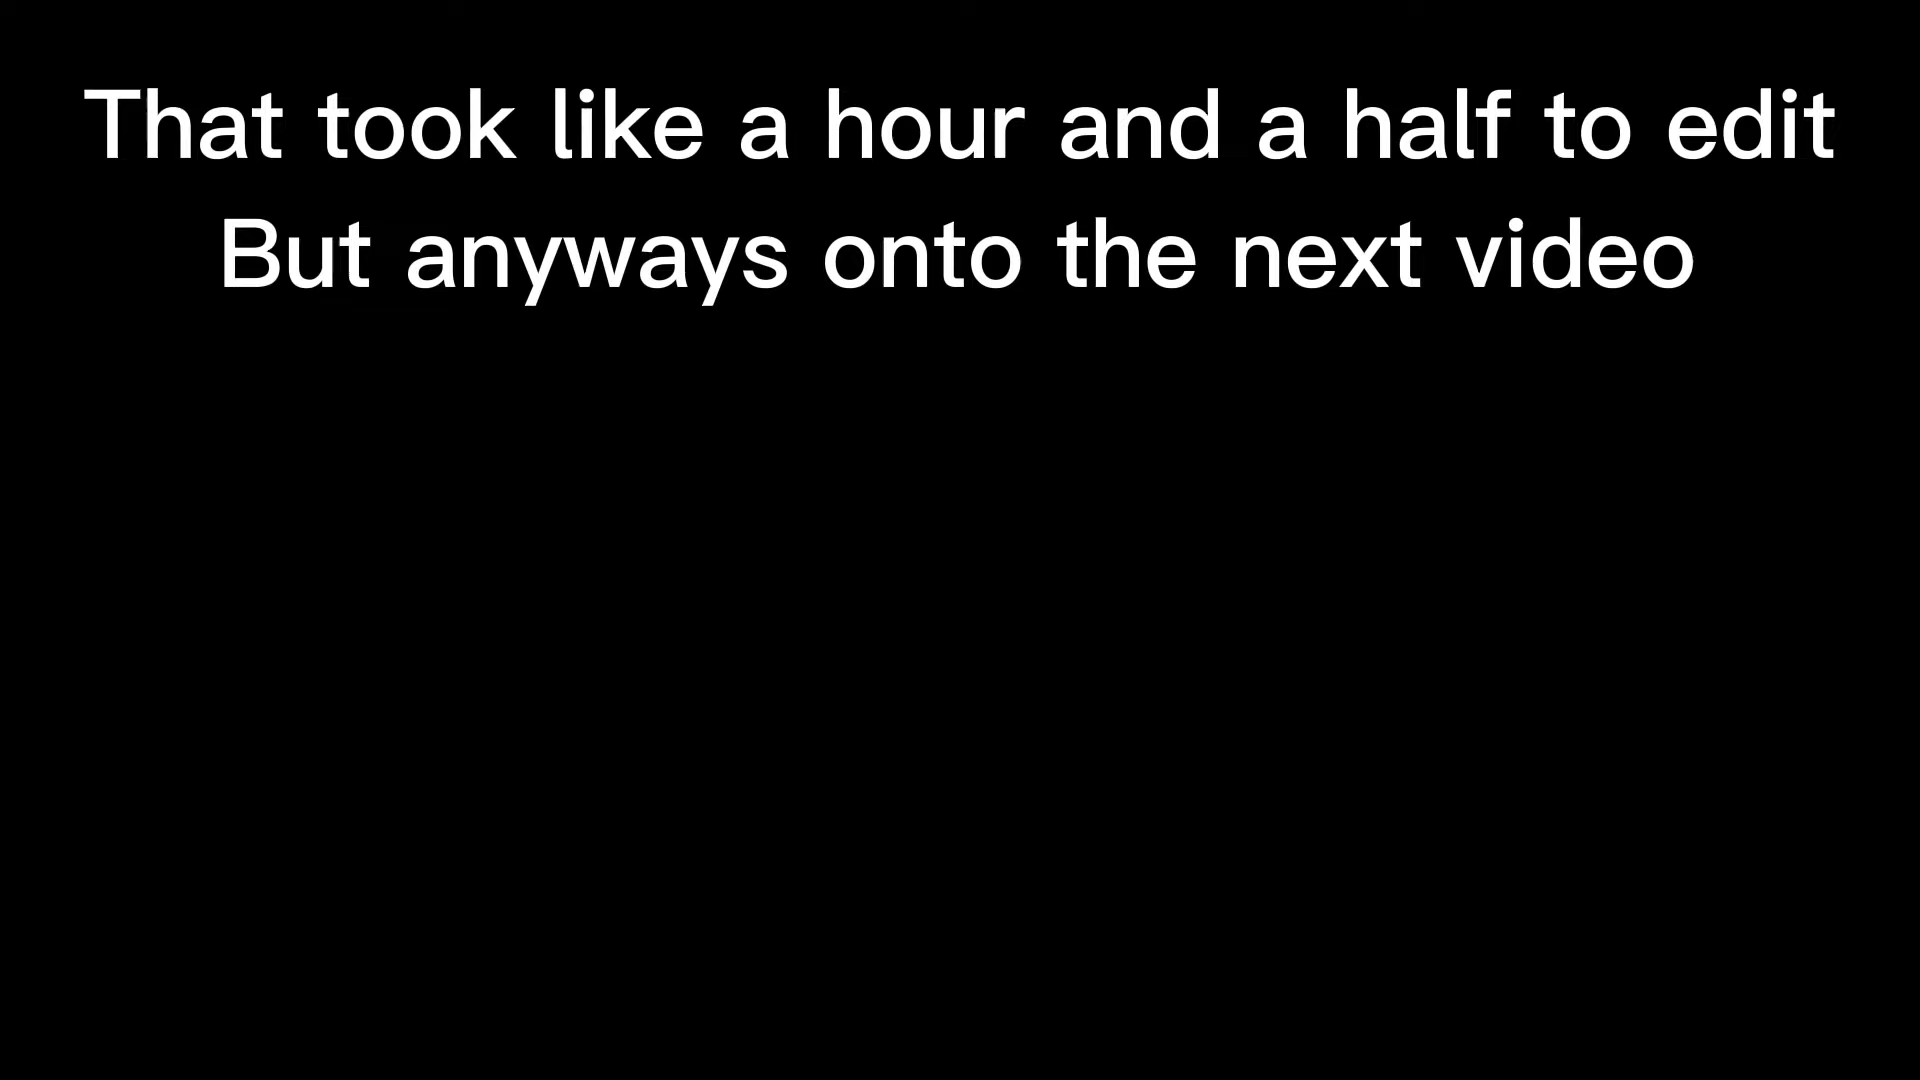 That took like a hour and a half to edit
But anyways onto the next video